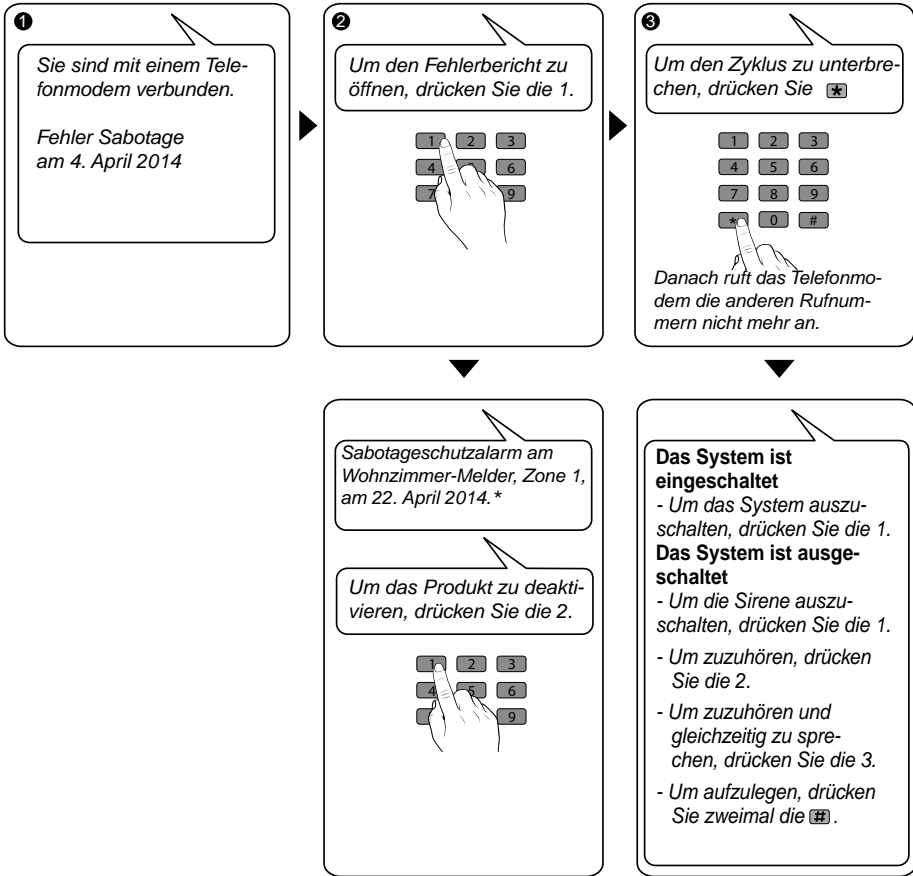 ❶
Sie sind mit einem Tele-
fonmodem verbunden.
Fehler Sabotage
am 4. April 2014
❷
Um den Fehlerbericht zu
öffnen, drücken Sie die 1.
1 2 3
4 6
7 9
❸
Um den Zyklus zu unterbre-
chen, drücken Sie *
1 2 3
4 5 6
7 8 9
* 0 #
Danach ruft das Telefonmo-
dem die anderen Rufnum-
mern nicht mehr an.
Sabotageschutzalarm am
Wohnzimmer-Melder, Zone 1,
am 22. April 2014.*
Um das Produkt zu deakti-
vieren, drücken Sie die 2.
1 2 3
4 5 6
9
Das System ist
eingeschaltet
- Um das System auszu-
schalten, drücken Sie die 1.
Das System ist ausge-
schaltet
- Um die Sirene auszu-
schalten, drücken Sie die 1.
- Um zuzuhören, drücken
Sie die 2.
- Um zuzuhören und
gleichzeitig zu spre-
chen, drücken Sie die 3.
- Um aufzulegen, drücken
Sie zweimal die # .